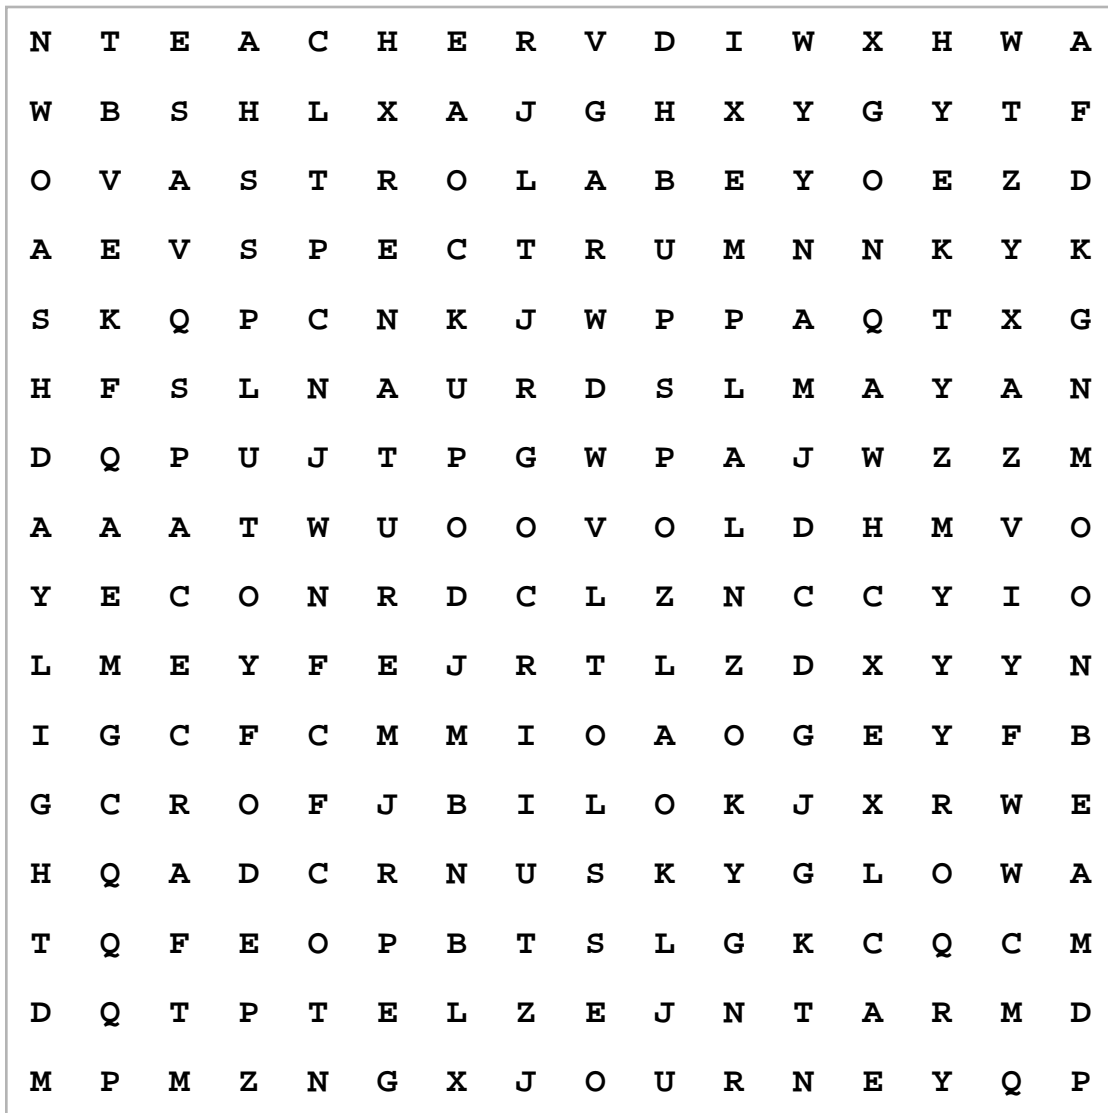 N T E A C H E R V D I W X H W A
W B S H L X A J G H X Y G Y T F
O V A S T R O L A B E Y O E Z D
A E V S P E C T R U M N N K Y K
S K Q P C N K J W P P A Q T X G
H F S L N A U R D S L M A Y A N
D Q P U J T P G W P A J W Z Z M
A A A T W U O O V O L D H M V O
Y E C O N R D C L Z N C C Y I O
L M E Y F E J R T L Z D X Y Y N
I G C F C M M I O A O G E Y F B
G C R O F J B I L O K J X R W E
H Q A D C R N U S K Y G L O W A
T Q F E O P B T S L G K C Q C M
D Q T P T E L Z E J N T A R M D
M P M Z N G X J O U R N E Y Q P